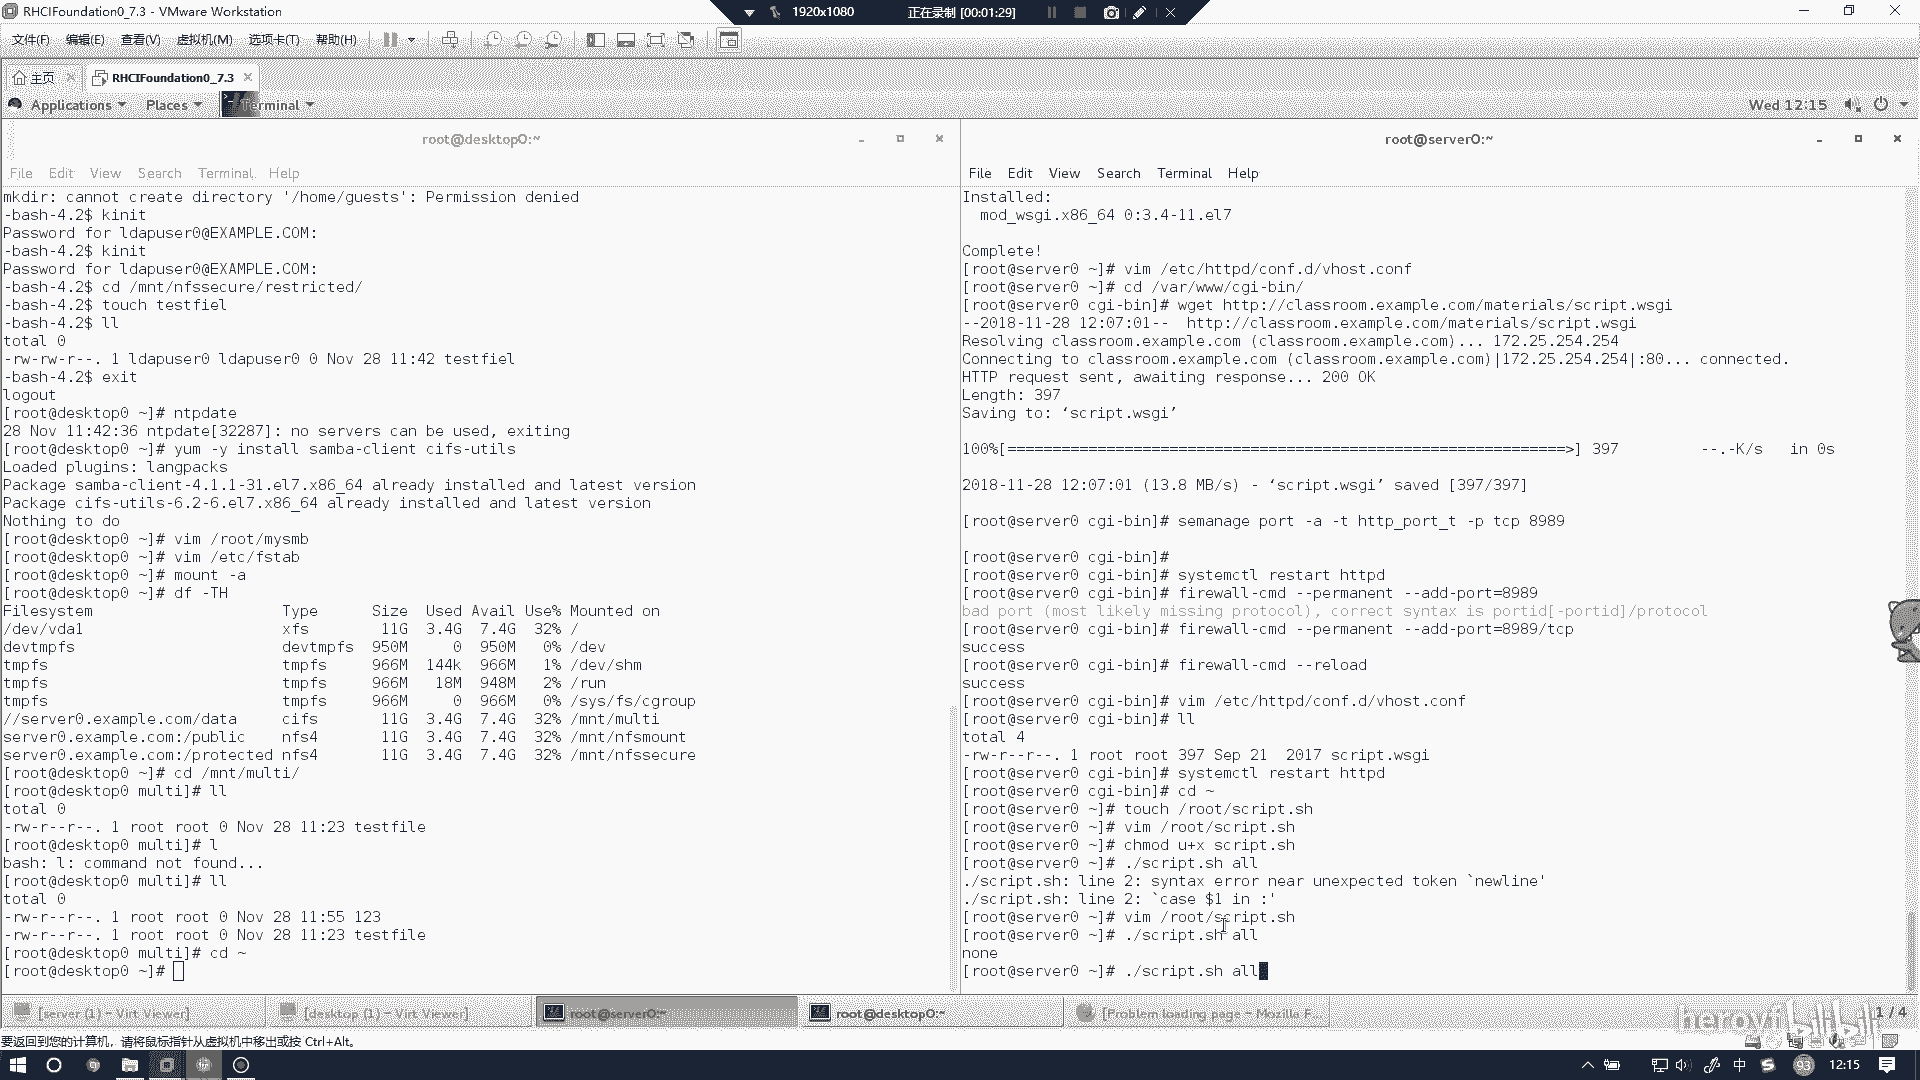 RHCIFoundation0_7.3 - VMware Workstation
1920x1080
正在录制 [00:01:29]
文件(F) 编辑(E) 查看(V) 虚拟机(M) 选项卡(T) 帮助(H)
主页
RHCIFoundation0_7.3
Applications Places Terminal
Wed 12:15
root@desktop0:~
File Edit View Search Terminal Help
mkdir: cannot create directory '/home/guests': Permission denied
-bash-4.2$ kinit
Password for ldapuser0@EXAMPLE.COM:
-bash-4.2$ kinit
Password for ldapuser0@EXAMPLE.COM:
-bash-4.2$ cd /mnt/nfssecure/restricted/
-bash-4.2$ touch testfiel
-bash-4.2$ ll
total 0
-rw-rw-r--. 1 ldapuser0 ldapuser0 0 Nov 28 11:42 testfiel
-bash-4.2$ exit
logout
[root@desktop0 ~]# ntpdate
28 Nov 11:42:36 ntpdate[32287]: no servers can be used, exiting
[root@desktop0 ~]# yum -y install samba-client cifs-utils
Loaded plugins: langpacks
Package samba-client-4.1.1-31.el7.x86_64 already installed and latest version
Package cifs-utils-6.2-6.el7.x86_64 already installed and latest version
Nothing to do
[root@desktop0 ~]# vim /root/mysmb
[root@desktop0 ~]# vim /etc/fstab
[root@desktop0 ~]# mount -a
[root@desktop0 ~]# df -TH
Filesystem Type Size Used Avail Use% Mounted on
/dev/vda1 xfs 11G 3.4G 7.4G 32% /
devtmpfs devtmpfs 950M 0 950M 0% /dev
tmpfs tmpfs 966M 144k 966M 1% /dev/shm
tmpfs tmpfs 966M 18M 948M 2% /run
tmpfs tmpfs 966M 0 966M 0% /sys/fs/cgroup
//server0.example.com/data cifs 11G 3.4G 7.4G 32% /mnt/multi
server0.example.com:/public nfs4 11G 3.4G 7.4G 32% /mnt/nfsmount
server0.example.com:/protected nfs4 11G 3.4G 7.4G 32% /mnt/nfssecure
[root@desktop0 ~]# cd /mnt/multi/
[root@desktop0 multi]# ll
total 0
-rw-r--r--. 1 root root 0 Nov 28 11:23 testfile
[root@desktop0 multi]# l
bash: l: command not found...
[root@desktop0 multi]# ll
total 0
-rw-r--r--. 1 root root 0 Nov 28 11:55 123
-rw-r--r--. 1 root root 0 Nov 28 11:23 testfile
[root@desktop0 multi]# cd ~
[root@desktop0 ~]#
root@server0:~
File Edit View Search Terminal Help
Installed:
mod_wsgi.x86_64 0:3.4-11.el7
Complete!
[root@server0 ~]# vim /etc/httpd/conf.d/vhost.conf
[root@server0 ~]# cd /var/www/cgi-bin/
[root@server0 cgi-bin]# wget http://classroom.example.com/materials/script.wsgi
--2018-11-28 12:07:01-- http://classroom.example.com/materials/script.wsgi
Resolving classroom.example.com (classroom.example.com)... 172.25.254.254
Connecting to classroom.example.com (classroom.example.com)|172.25.254.254|:80... connected.
HTTP request sent, awaiting response... 200 OK
Length: 397
Saving to: ‘script.wsgi’
100%[==============================================================>] 397 --.-K/s in 0s
2018-11-28 12:07:01 (13.8 MB/s) - ‘script.wsgi’ saved [397/397]
[root@server0 cgi-bin]# semanage port -a -t http_port_t -p tcp 8989
[root@server0 cgi-bin]#
[root@server0 cgi-bin]# systemctl restart httpd
[root@server0 cgi-bin]# firewall-cmd --permanent --add-port=8989
bad port (most likely missing protocol), correct syntax is portid[-portid]/protocol
[root@server0 cgi-bin]# firewall-cmd --permanent --add-port=8989/tcp
success
[root@server0 cgi-bin]# firewall-cmd --reload
success
[root@server0 cgi-bin]# vim /etc/httpd/conf.d/vhost.conf
[root@server0 cgi-bin]# ll
total 4
-rw-r--r--. 1 root root 397 Sep 21 2017 script.wsgi
[root@server0 cgi-bin]# systemctl restart httpd
[root@server0 cgi-bin]# cd ~
[root@server0 ~]# touch /root/script.sh
[root@server0 ~]# vim /root/script.sh
[root@server0 ~]# chmod u+x script.sh
[root@server0 ~]# ./script.sh all
./script.sh: line 2: syntax error near unexpected token `newline'
./script.sh: line 2: `case $1 in :'
[root@server0 ~]# vim /root/script.sh
[root@server0 ~]# ./script.sh all
none
[root@server0 ~]# ./script.sh all
[server (1) - Virt Viewer]
[desktop (1) - Virt Viewer]
root@server0:~
root@desktop0:~
[Problem loading page - Mozilla F...
1 / 4
要返回到您的计算机，请将鼠标指针从虚拟机中移出或按 Ctrl+Alt。
中
93
12:15